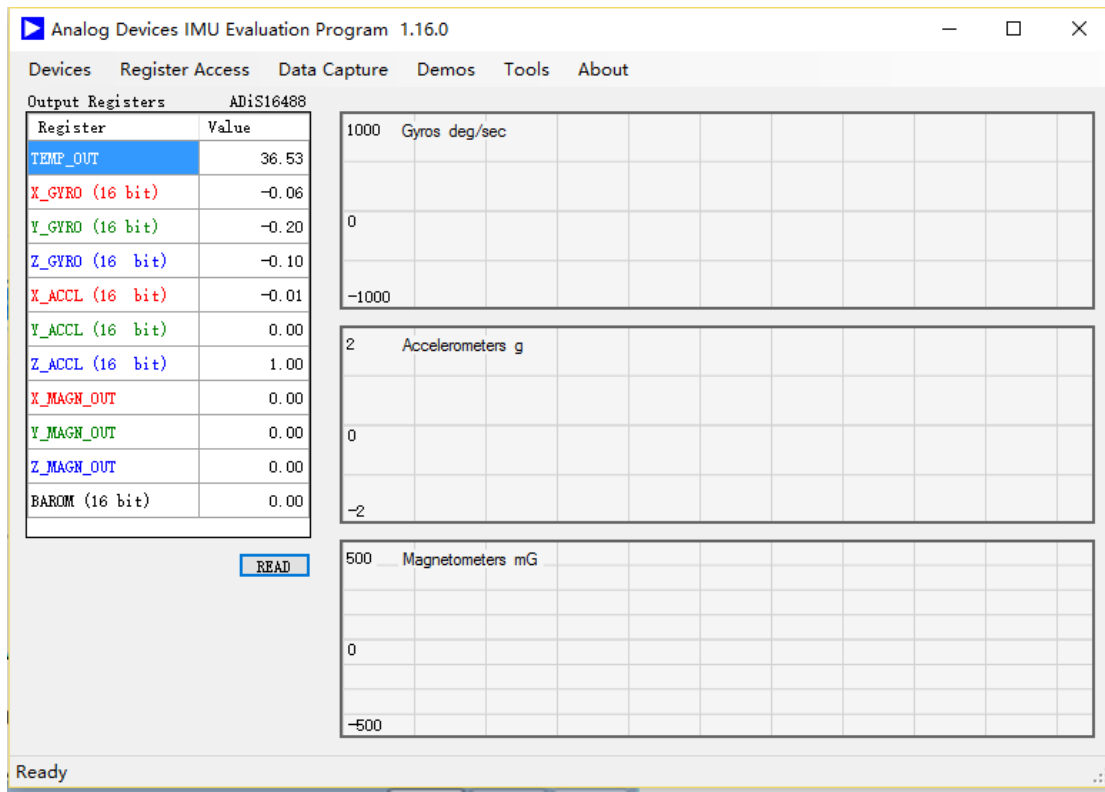 Analog Devices IMU Evaluation Program 1.16.0
Devices Register Access Data Capture Demos Tools About
Output Registers ADiS16488
Register Value
TEMP_OUT 36.53
X_GYRO (16 bit) -0.06
Y_GYRO (16 bit) -0.20
Z_GYRO (16 bit) -0.10
X_ACCL (16 bit) -0.01
Y_ACCL (16 bit) 0.00
Z_ACCL (16 bit) 1.00
X_MAGN_OUT 0.00
Y_MAGN_OUT 0.00
Z_MAGN_OUT 0.00
BAROM (16 bit) 0.00
READ
1000 Gyros deg/sec
0
-1000
2 Accelerometers g
0
-2
500 Magnetometers mG
0
-500
Ready